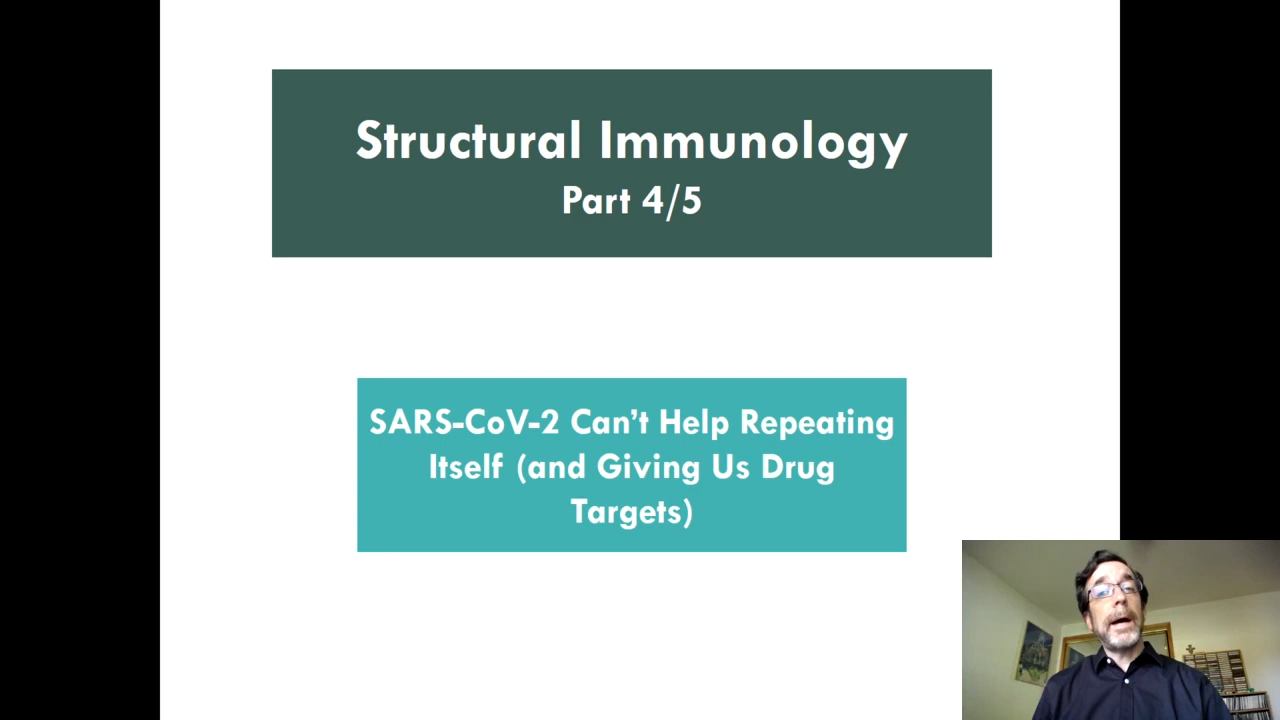 Structural Immunology
Part 4/5
SARS-CoV-2 Can’t Help Repeating
Itself (and Giving Us Drug
Targets)